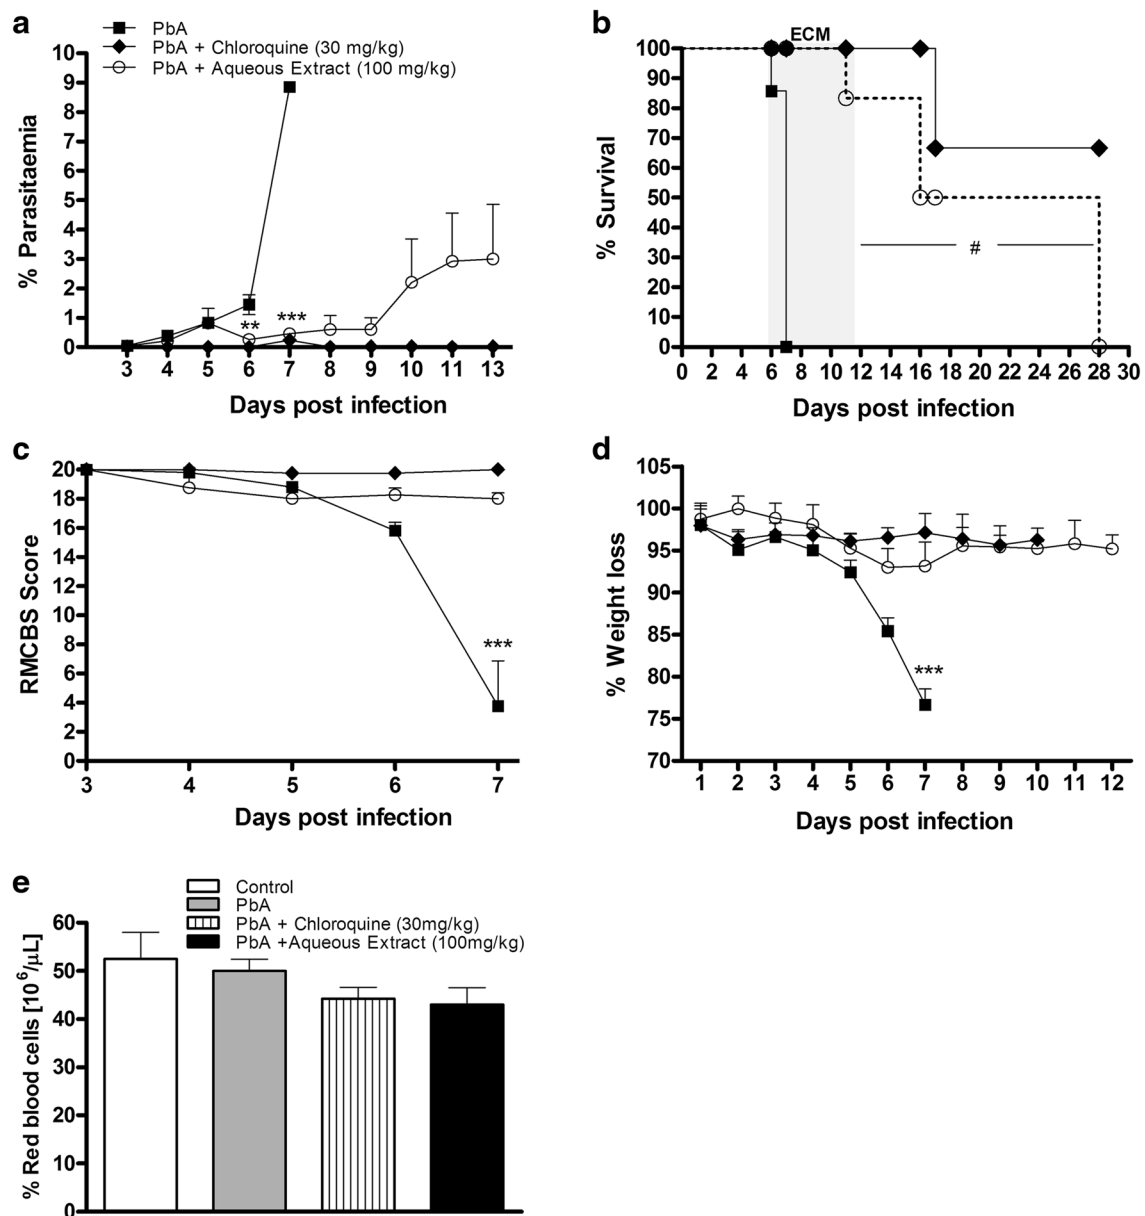 a
PbA
PbA + Chloroquine (30 mg/kg)
PbA + Aqueous Extract (100 mg/kg)
10
9
8
7
6
5
4
3
2
1
0
% Parasitaemia
**
***
3 4 5 6 7 8 9 10 11 13
Days post infection
b
ECM
100
90
80
70
60
50
40
30
20
10
0
% Survival
#
0 2 4 6 8 10 12 14 16 18 20 22 24 26 28 30
Days post infection
c
20
18
16
14
12
10
8
6
4
2
0
RMCBS Score
***
3 4 5 6 7
Days post infection
d
105
100
95
90
85
80
75
70
% Weight loss
***
1 2 3 4 5 6 7 8 9 10 11 12
Days post infection
e
Control
PbA
PbA + Chloroquine (30mg/kg)
PbA +Aqueous Extract (100mg/kg)
60
50
40
30
20
10
0
% Red blood cells [10⁶/μL]